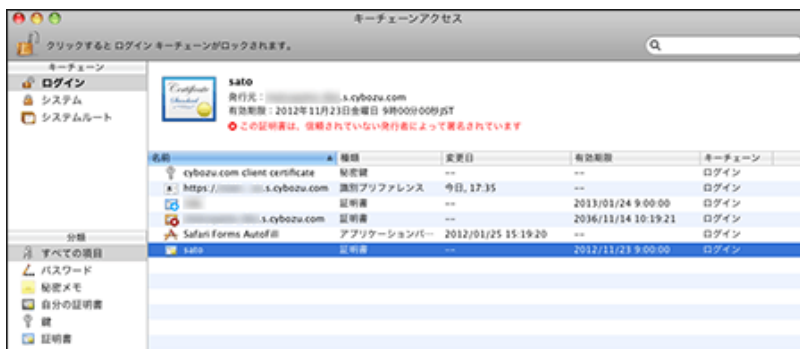 キーチェーンアクセス
クリックすると ログイン キーチェーンがロックされます。
キーチェーン
ログイン
システム
システムルート
Certificate
Standard
sato
発行元: .s.cybozu.com
有効期限:2012年11月23日金曜日 9時00分00秒JST
この証明書は、信頼されていない発行者によって署名されています
名前 種類 変更日 有効期限 キーチェーン
cybozu.com client certificate 秘密鍵 -- -- ログイン
https:/ .s.cybozu.com 識別プリファレンス 今日, 17:35 -- ログイン
証明書 -- 2013/01/24 9:00:00 ログイン
.s.cybozu.com 証明書 -- 2036/11/14 10:19:21 ログイン
Safari Forms AutoFill アプリケーションパ… 2012/01/25 15:19:20 -- ログイン
sato 証明書 -- 2012/11/23 9:00:00 ログイン
分類
すべての項目
パスワード
秘密メモ
自分の証明書
鍵
証明書